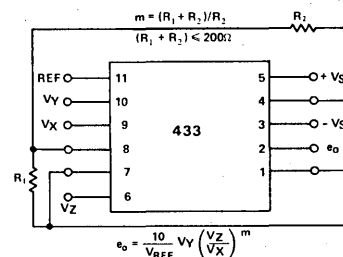 m = (R₁ + R₂)/R₂
(R₁ + R₂) ⩽ 200Ω
R₂
REF 11
VY 10
VX 9
8
7
VZ 6
433
5 + VS
4
3 - VS
2 eₒ
1
R₁
eₒ = 10/VREF VY (VZ/VX)ᵐ